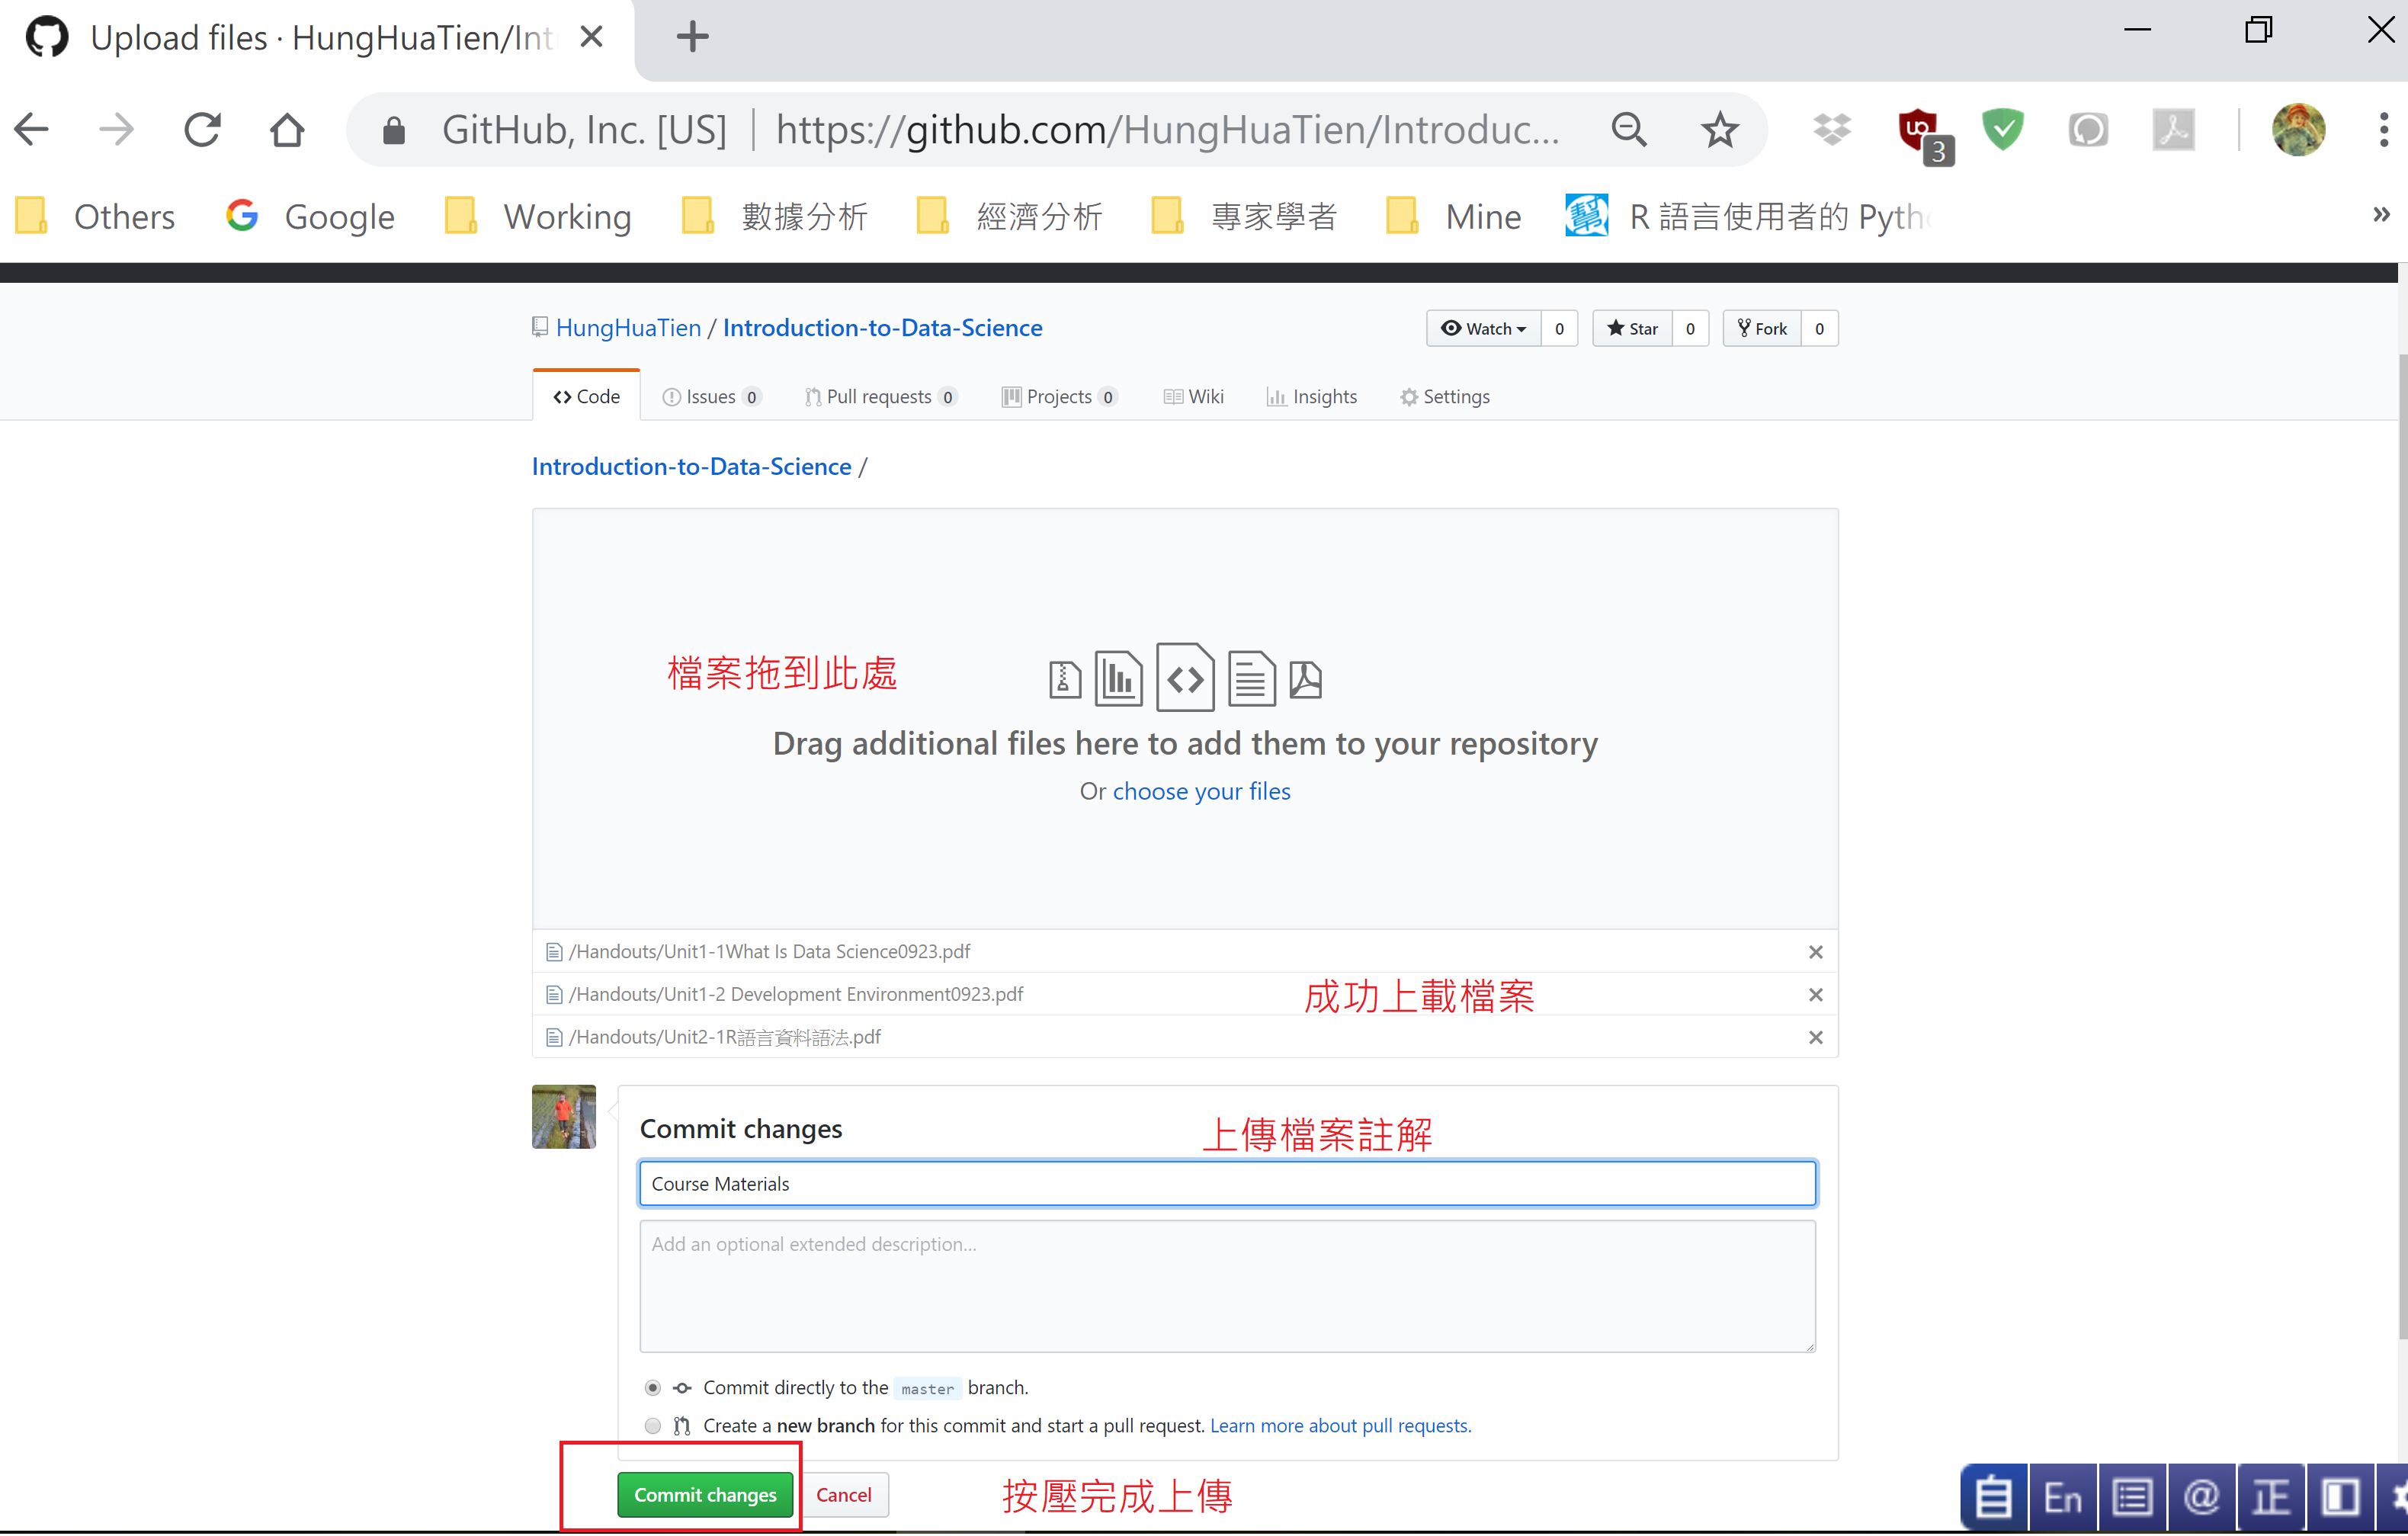 Upload files · HungHuaTien/Int
GitHub, Inc. [US] https://github.com/HungHuaTien/Introduc...
3
Others Google Working 數據分析 經濟分析 專家學者 Mine R 語言使用者的 Pyth
HungHuaTien / Introduction-to-Data-Science
Watch 0 Star 0 Fork 0
Code Issues 0 Pull requests 0 Projects 0 Wiki Insights Settings
Introduction-to-Data-Science /
檔案拖到此處
Drag additional files here to add them to your repository
Or choose your files
/Handouts/Unit1-1What Is Data Science0923.pdf
/Handouts/Unit1-2 Development Environment0923.pdf
成功上載檔案
/Handouts/Unit2-1R語言資料語法.pdf
Commit changes
上傳檔案註解
Course Materials
Add an optional extended description...
Commit directly to the master branch.
Create a new branch for this commit and start a pull request. Learn more about pull requests.
Commit changes Cancel
按壓完成上傳
En @ 正